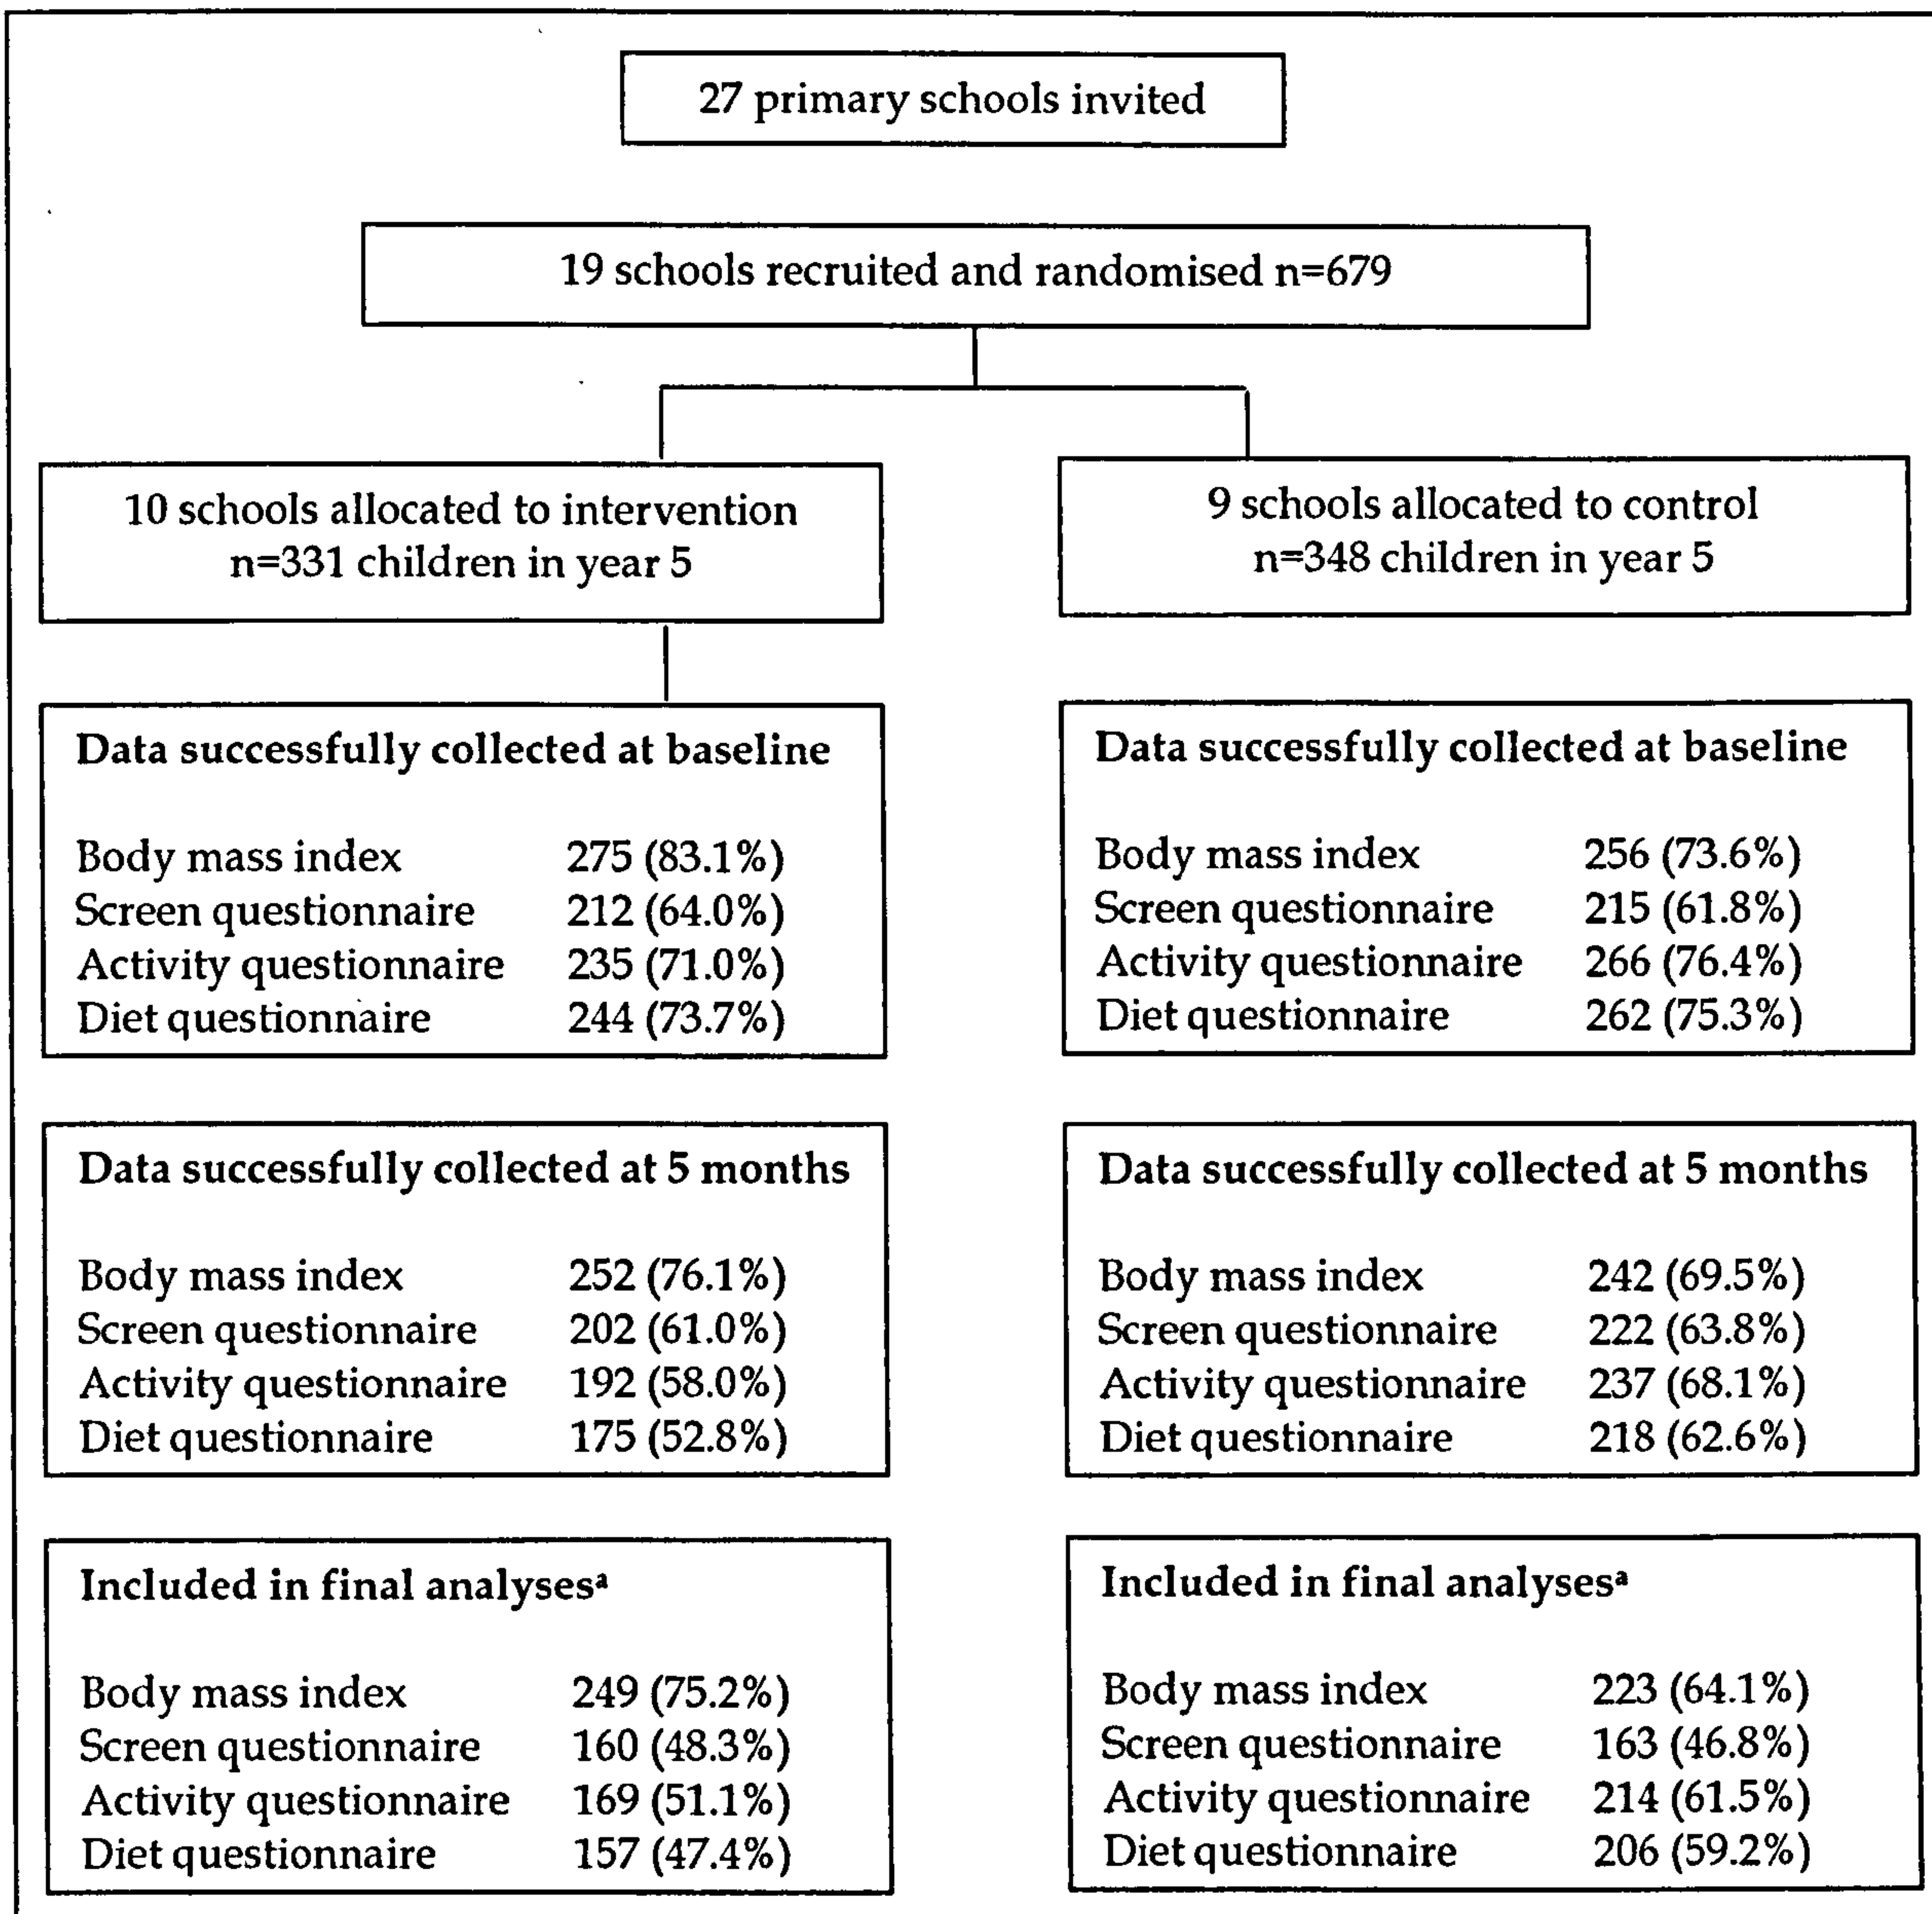 27 primary schools invited
19 schools recruited and randomised n=679
10 schools allocated to intervention
n=331 children in year 5
9 schools allocated to control
n=348 children in year 5
Data successfully collected at baseline
Body mass index 275 (83.1%)
Screen questionnaire 212 (64.0%)
Activity questionnaire 235 (71.0%)
Diet questionnaire 244 (73.7%)
Data successfully collected at baseline
Body mass index 256 (73.6%)
Screen questionnaire 215 (61.8%)
Activity questionnaire 266 (76.4%)
Diet questionnaire 262 (75.3%)
Data successfully collected at 5 months
Body mass index 252 (76.1%)
Screen questionnaire 202 (61.0%)
Activity questionnaire 192 (58.0%)
Diet questionnaire 175 (52.8%)
Data successfully collected at 5 months
Body mass index 242 (69.5%)
Screen questionnaire 222 (63.8%)
Activity questionnaire 237 (68.1%)
Diet questionnaire 218 (62.6%)
Included in final analysesᵃ
Body mass index 249 (75.2%)
Screen questionnaire 160 (48.3%)
Activity questionnaire 169 (51.1%)
Diet questionnaire 157 (47.4%)
Included in final analysesᵃ
Body mass index 223 (64.1%)
Screen questionnaire 163 (46.8%)
Activity questionnaire 214 (61.5%)
Diet questionnaire 206 (59.2%)